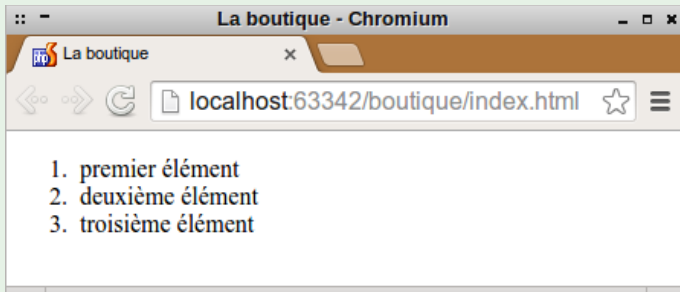 La boutique - Chromium
La boutique
localhost:63342/boutique/index.html
1. premier élément
2. deuxième élément
3. troisième élément